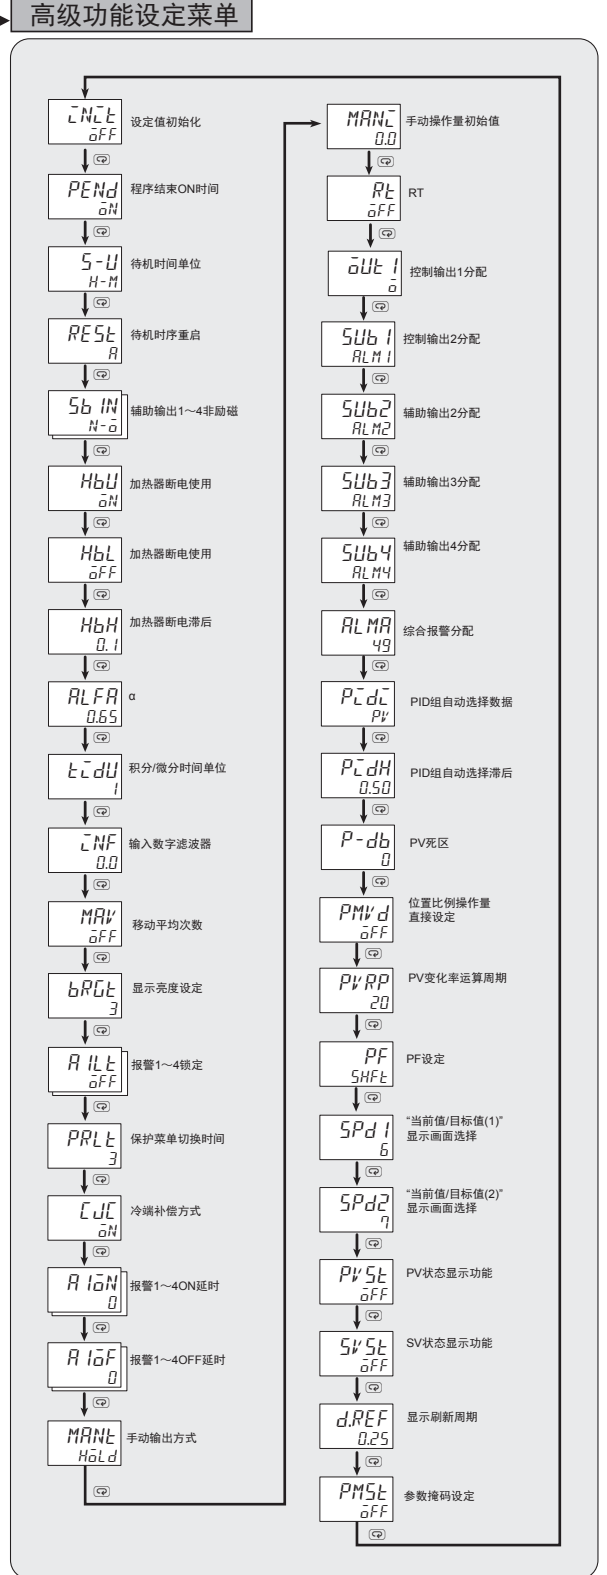 高级功能设定菜单
INIT
OFF
设定值初始化
PENd
ON
程序结束ON时间
S-U
H-M
待机时间单位
RESt
A
待机时序重启
Sb1N
N-o
辅助输出1～4非励磁
HbU
ON
加热器断电使用
HbL
OFF
加热器断电使用
HbH
0.1
加热器断电滞后
ALFA
0.65
α
tidU
1
积分/微分时间单位
INF
0.0
输入数字滤波器
MAV
OFF
移动平均次数
bRGt
3
显示亮度设定
A1Lt
OFF
报警1～4锁定
PRLt
3
保护菜单切换时间
CJC
ON
冷端补偿方式
A1oN
0
报警1～4ON延时
A1oF
0
报警1～4OFF延时
MANt
HoLd
手动输出方式
MANI
0.0
手动操作量初始值
Rt
OFF
RT
oUt1
o
控制输出1分配
SUb1
ALM1
控制输出2分配
SUb2
ALM2
辅助输出2分配
SUb3
ALM3
辅助输出3分配
SUb4
ALM4
辅助输出4分配
ALMA
49
综合报警分配
Pidi
PV
PID组自动选择数据
PidH
0.50
PID组自动选择滞后
P-db
0
PV死区
PMVd
OFF
位置比例操作量
直接设定
PVRP
20
PV变化率运算周期
PF
SHFt
PF设定
SPd1
6
“当前值/目标值(1)”
显示画面选择
SPd2
7
“当前值/目标值(2)”
显示画面选择
PVSt
OFF
PV状态显示功能
SVSt
OFF
SV状态显示功能
d.REF
0.25
显示刷新周期
PMSt
OFF
参数掩码设定